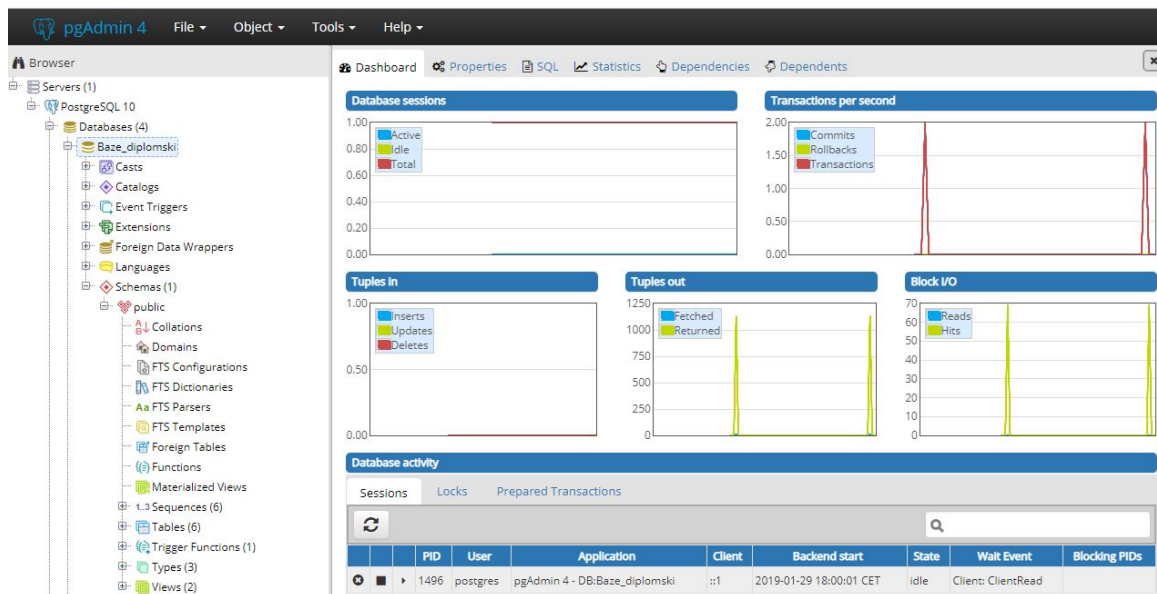 pgAdmin 4 File Object Tools Help
Browser
Servers (1)
PostgreSQL 10
Databases (4)
Baze_diplomski
Casts
Catalogs
Event Triggers
Extensions
Foreign Data Wrappers
Languages
Schemas (1)
public
Collations
Domains
FTS Configurations
FTS Dictionaries
Aa FTS Parsers
FTS Templates
Foreign Tables
Functions
Materialized Views
1..3 Sequences (6)
Tables (6)
Trigger Functions (1)
Types (3)
Views (2)
Dashboard Properties SQL Statistics Dependencies Dependents
Database sessions
1.00
0.80
0.60
0.40
0.20
0.00
Active
Idle
Total
Transactions per second
2.00
1.50
1.00
0.50
0.00
Commits
Rollbacks
Transactions
Tuples in
1.00
0.50
0.00
Inserts
Updates
Deletes
Tuples out
1250
1000
750
500
250
0
Fetched
Returned
Block I/O
70
60
50
40
30
20
10
0
Reads
Hits
Database activity
Sessions Locks Prepared Transactions
PID User Application Client Backend start State Wait Event Blocking PIDs
1496 postgres pgAdmin 4 - DB:Baze_diplomski ::1 2019-01-29 18:00:01 CET idle Client: ClientRead